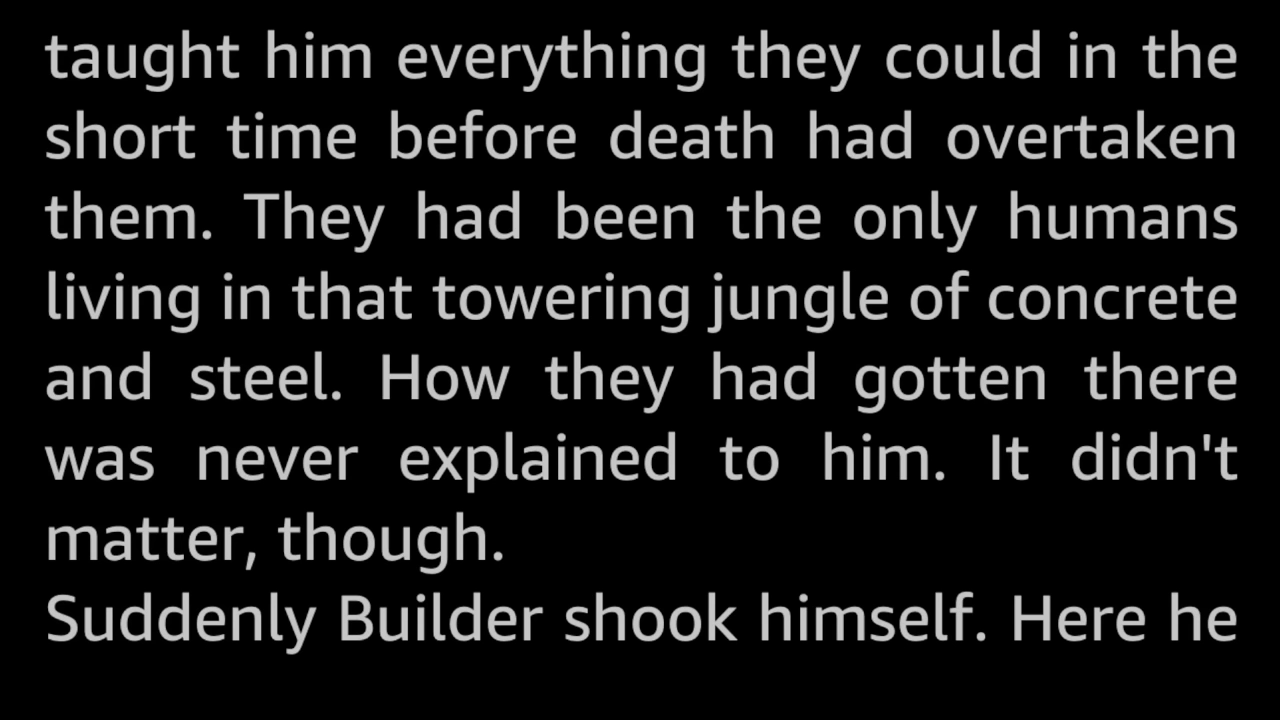 taught him everything they could in the
short time before death had overtaken
them. They had been the only humans
living in that towering jungle of concrete
and steel. How they had gotten there
was never explained to him. It didn't
matter, though.
Suddenly Builder shook himself. Here he